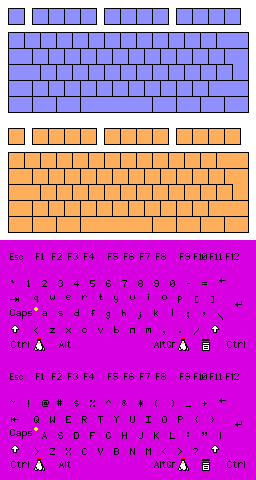 Esc F1 F2 F3 F4 F5 F6 F7 F8 F9 F10 F11 F12
* 1 2 3 4 5 6 7 8 9 0 - = ←
⇥ q w e r t y u i o p [ ]
Caps a s d f g h j k l ; ' \ ↵
⇧ < z x c v b n m , . / ⇧
Ctrl Alt AltGr Ctrl
Esc F1 F2 F3 F4 F5 F6 F7 F8 F9 F10 F11 F12
~ ! @ # $ % ^ & * ( ) _ + ←
⇤ Q W E R T Y U I O P { }
Caps A S D F G H J K L : " | ↵
⇧ > Z X C V B N M < > ? ⇧
Ctrl Alt AltGr Ctrl